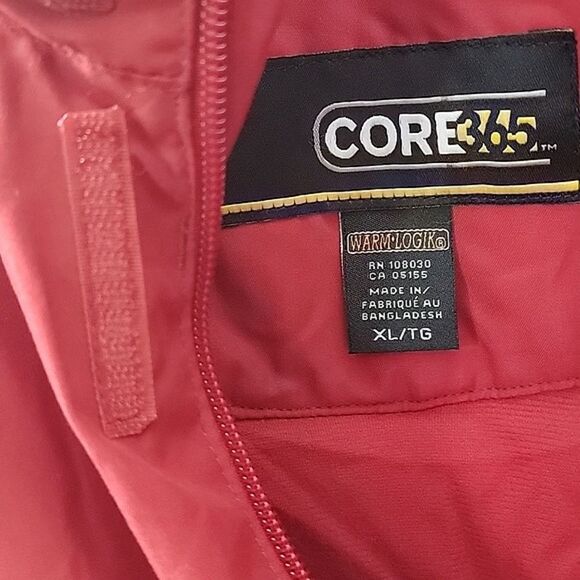 CORE365™
WARM·LOGIK®
RN 108030
CA 05155
MADE IN/
FABRIQUÉ AU
BANGLADESH
XL/TG